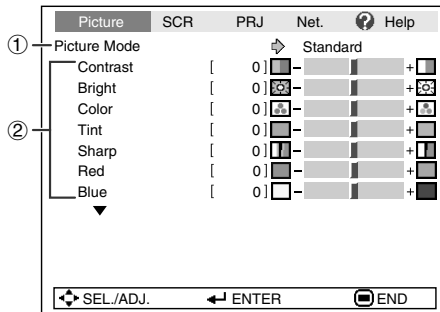 Picture SCR PRJ Net. ? Help
① Picture Mode Standard
② Contrast [ 0 ] – +
Bright [ 0 ] – +
Color [ 0 ] – +
Tint [ 0 ] – +
Sharp [ 0 ] – +
Red [ 0 ] – +
Blue [ 0 ] – +
SEL./ADJ. ENTER END